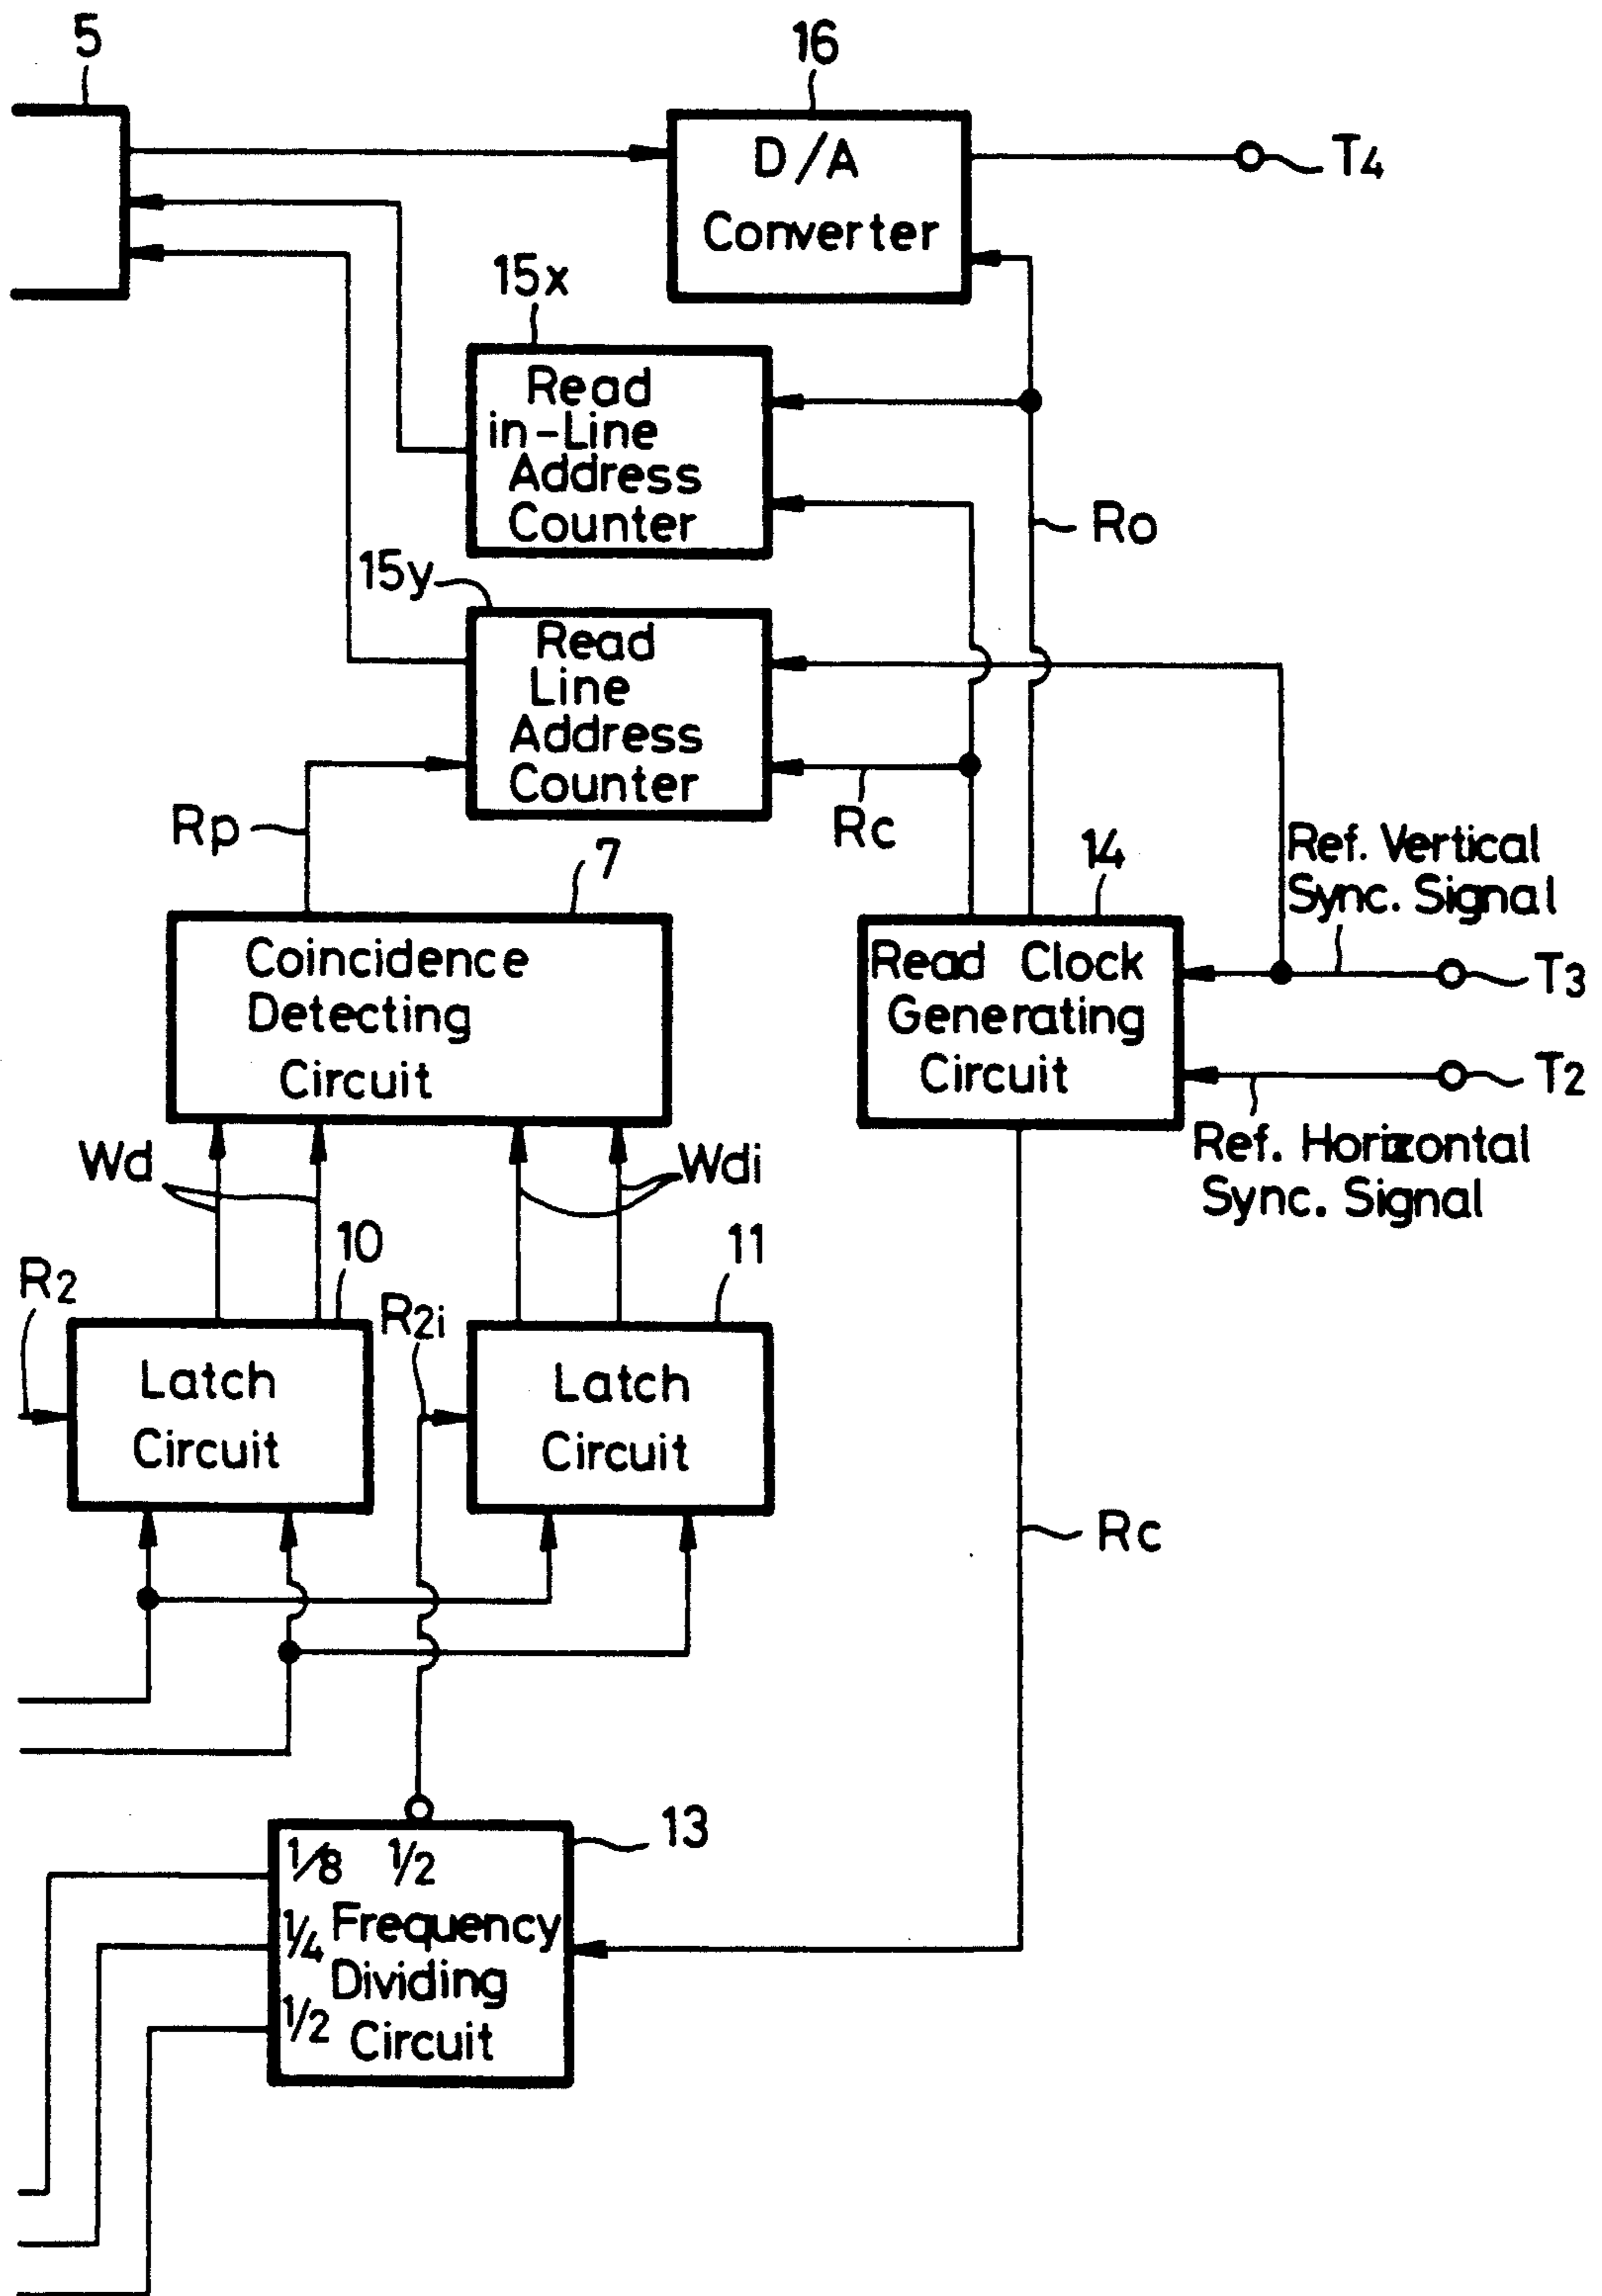 5
16
D/A
Converter
T4
15x
Read
in-Line
Address
Counter
Ro
15y
Read
Line
Address
Counter
Rp
Rc
7
14
Ref. Vertical
Sync. Signal
Coincidence
Detecting
Circuit
Read Clock
Generating
Circuit
T3
T2
Ref. Horizontal
Sync. Signal
Wd
Wdi
10
11
R2
R2i
Latch
Circuit
Latch
Circuit
Rc
13
1/8 1/2
1/4 Frequency
Dividing
1/2 Circuit